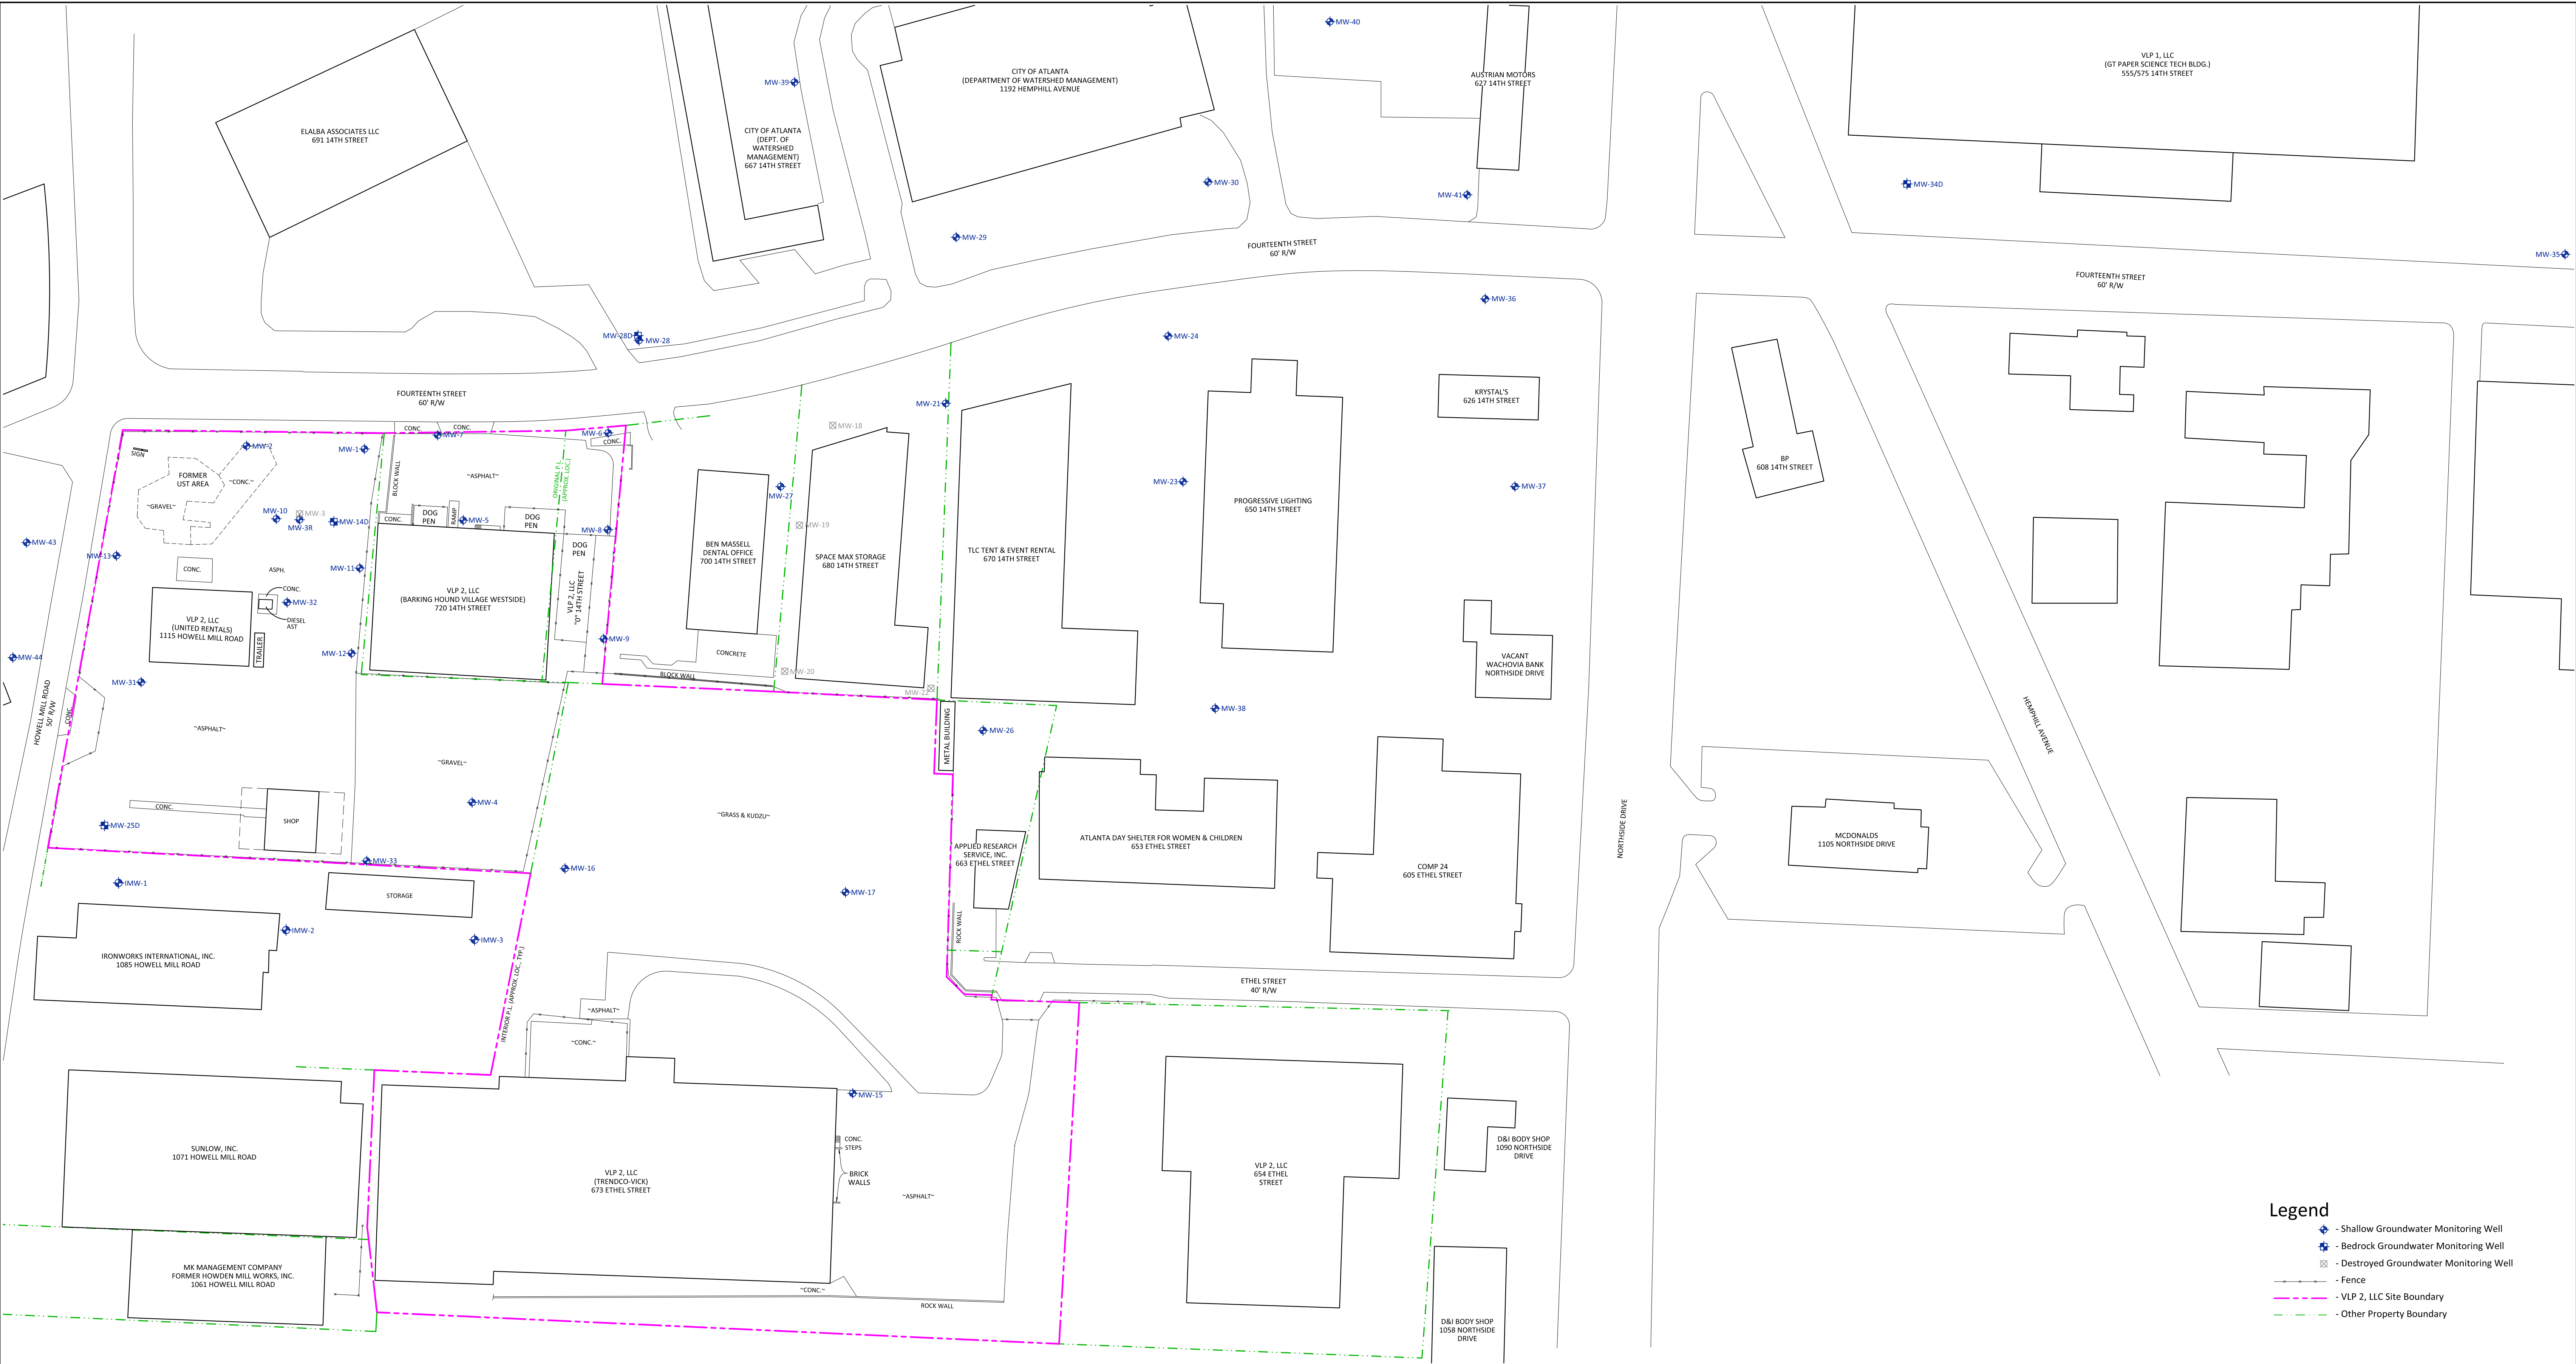 MW-40
VLP 1, LLC
(GT PAPER SCIENCE TECH BLDG.)
555/575 14TH STREET
CITY OF ATLANTA
(DEPARTMENT OF WATERSHED MANAGEMENT)
1192 HEMPHILL AVENUE
AUSTRIAN MOTORS
627 14TH STREET
MW-39
ELALBA ASSOCIATES LLC
691 14TH STREET
CITY OF ATLANTA
(DEPT. OF
WATERSHED
MANAGEMENT)
667 14TH STREET
MW-30
MW-41
MW-34D
MW-29
FOURTEENTH STREET
60' R/W
MW-35
FOURTEENTH STREET
60' R/W
MW-36
MW-28D
MW-28
MW-24
FOURTEENTH STREET
60' R/W
KRYSTAL'S
626 14TH STREET
MW-21
MW-18
CONC.
CONC.
MW-7
MW-6
CONC.
MW-2
MW-1
SIGN
FORMER
UST AREA
~CONC.~
~GRAVEL~
BLOCK WALL
~ASPHALT~
ORIGINAL P.L.
(APPROX. LOC.)
MW-27
MW-23
MW-37
BP
608 14TH STREET
PROGRESSIVE LIGHTING
650 14TH STREET
MW-10
MW-3
MW-3R
MW-14D
CONC.
DOG
PEN
RAMP
MW-5
DOG
PEN
MW-8
MW-19
MW-43
MW-13
CONC.
ASPH.
MW-11
DOG
PEN
BEN MASSELL
DENTAL OFFICE
700 14TH STREET
SPACE MAX STORAGE
680 14TH STREET
TLC TENT & EVENT RENTAL
670 14TH STREET
CONC.
MW-32
DIESEL
AST
VLP 2, LLC
(BARKING HOUND VILLAGE WESTSIDE)
720 14TH STREET
VLP 2, LLC
"0" 14TH STREET
VLP 2, LLC
(UNITED RENTALS)
1115 HOWELL MILL ROAD
TRAILER
MW-9
MW-12
MW-44
CONCRETE
MW-20
BLOCK WALL
MW-22
VACANT
WACHOVIA BANK
NORTHSIDE DRIVE
MW-31
HOWELL MILL ROAD
50' R/W
CONC.
~ASPHALT~
METAL BUILDING
MW-26
MW-38
HEMPHILL AVENUE
~GRAVEL~
MW-4
CONC.
SHOP
~GRASS & KUDZU~
MW-25D
NORTHSIDE DRIVE
MCDONALDS
1105 NORTHSIDE DRIVE
ATLANTA DAY SHELTER FOR WOMEN & CHILDREN
653 ETHEL STREET
APPLIED RESEARCH
SERVICE, INC.
663 ETHEL STREET
COMP 24
605 ETHEL STREET
MW-33
MW-16
IMW-1
STORAGE
MW-17
IMW-2
IMW-3
ROCK WALL
IRONWORKS INTERNATIONAL, INC.
1085 HOWELL MILL ROAD
INTERIOR P.L. (APPROX. LOC., TYP.)
ETHEL STREET
40' R/W
~ASPHALT~
~CONC.~
MW-15
CONC.
STEPS
BRICK
WALLS
SUNLOW, INC.
1071 HOWELL MILL ROAD
VLP 2, LLC
(TRENDCO-VICK)
673 ETHEL STREET
~ASPHALT~
VLP 2, LLC
654 ETHEL
STREET
D&I BODY SHOP
1090 NORTHSIDE
DRIVE
MK MANAGEMENT COMPANY
FORMER HOWDEN MILL WORKS, INC.
1061 HOWELL MILL ROAD
~CONC.~
ROCK WALL
D&I BODY SHOP
1058 NORTHSIDE
DRIVE
Legend
- Shallow Groundwater Monitoring Well
- Bedrock Groundwater Monitoring Well
- Destroyed Groundwater Monitoring Well
- Fence
- VLP 2, LLC Site Boundary
- Other Property Boundary